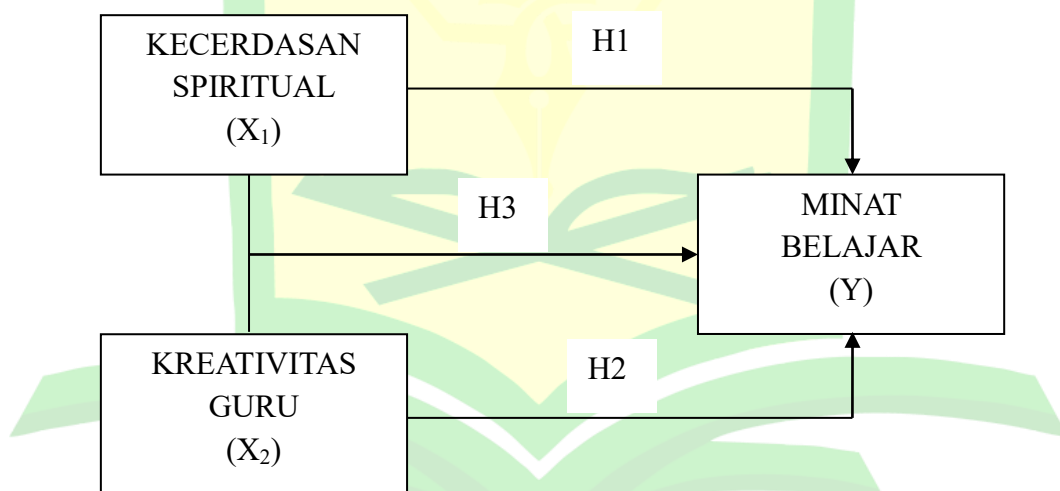 KECERDASAN
SPIRITUAL
(X₁)
H1
H3
MINAT
BELAJAR
(Y)
KREATIVITAS
GURU
(X₂)
H2